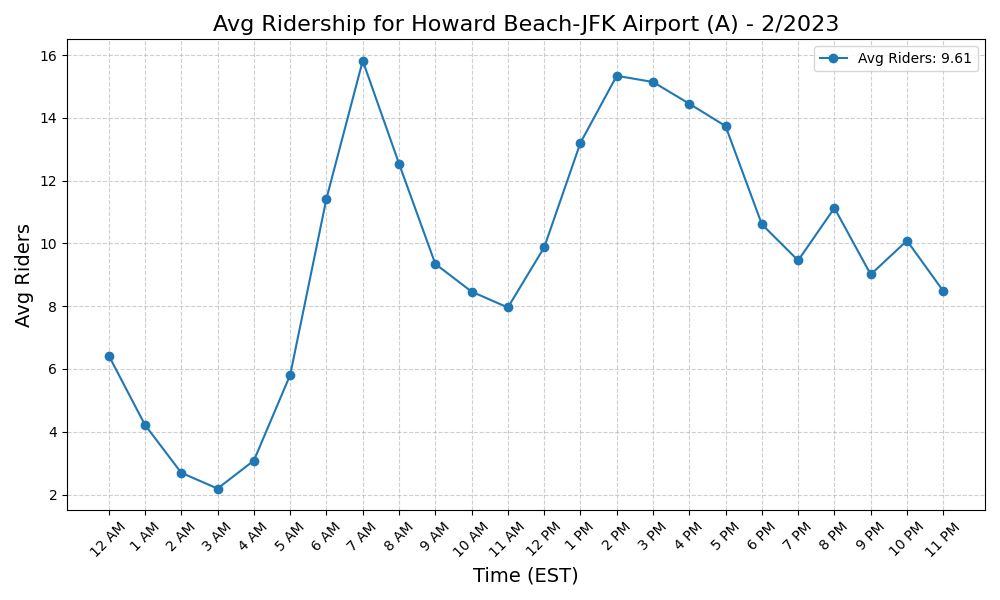 Avg Ridership for Howard Beach-JFK Airport (A) - 2/2023
Avg Riders: 9.61
Avg Riders
16
14
12
10
8
6
4
2
12 AM
1 AM
2 AM
3 AM
4 AM
5 AM
6 AM
7 AM
8 AM
9 AM
10 AM
11 AM
12 PM
1 PM
2 PM
3 PM
4 PM
5 PM
6 PM
7 PM
8 PM
9 PM
10 PM
11 PM
Time (EST)